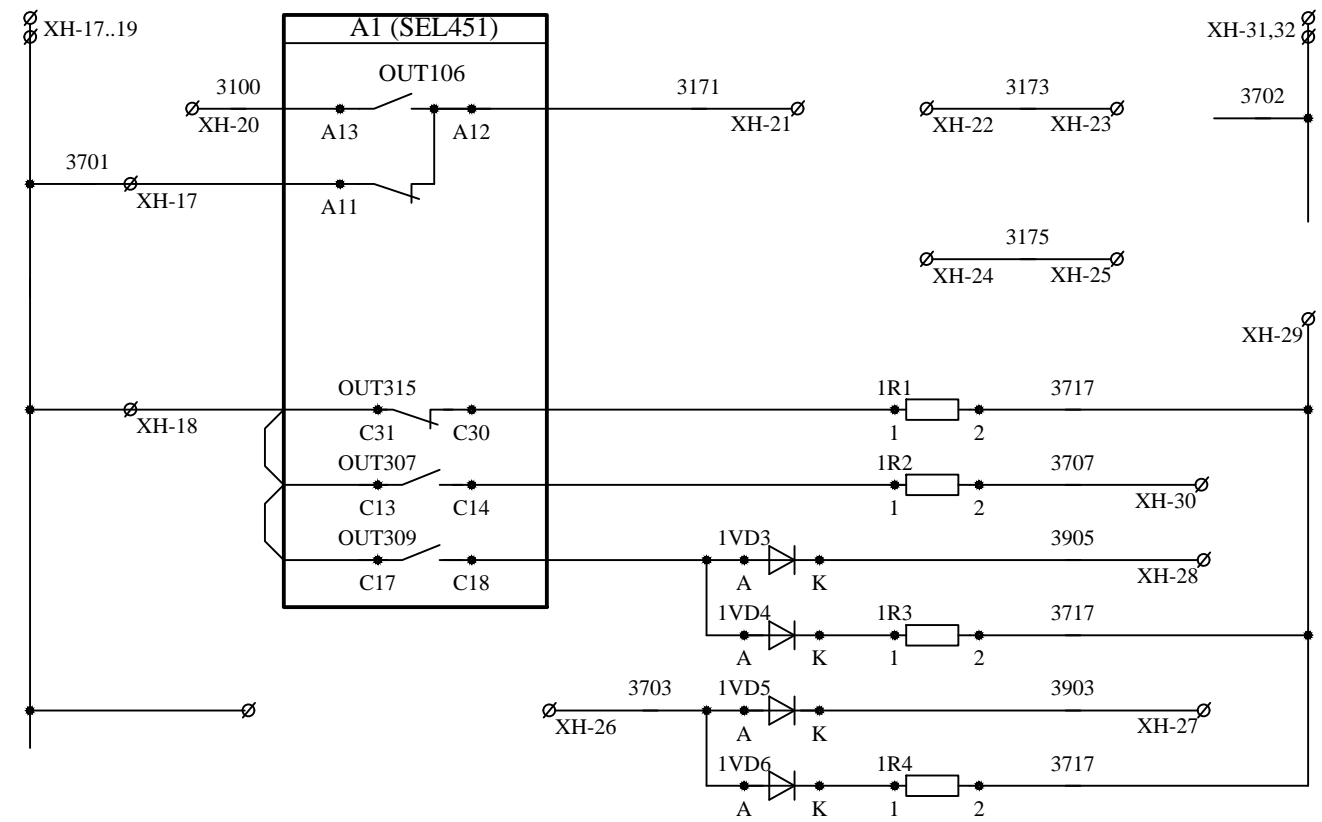 XH-17..19 A1 (SEL451) XH-31,32
OUT106
3100 3171 3173 3702
XH-20 A13 A12 XH-21 XH-22 XH-23
3701
XH-17 A11
3175
XH-24 XH-25
XH-29
OUT315 1R1 3717
XH-18 C31 C30 1 2
OUT307 1R2 3707
C13 C14 1 2 XH-30
OUT309 1VD3 3905
C17 C18 A K XH-28
1VD4 1R3 3717
A K 1 2
3703 1VD5 3903
XH-26 A K XH-27
1VD6 1R4 3717
A K 1 2